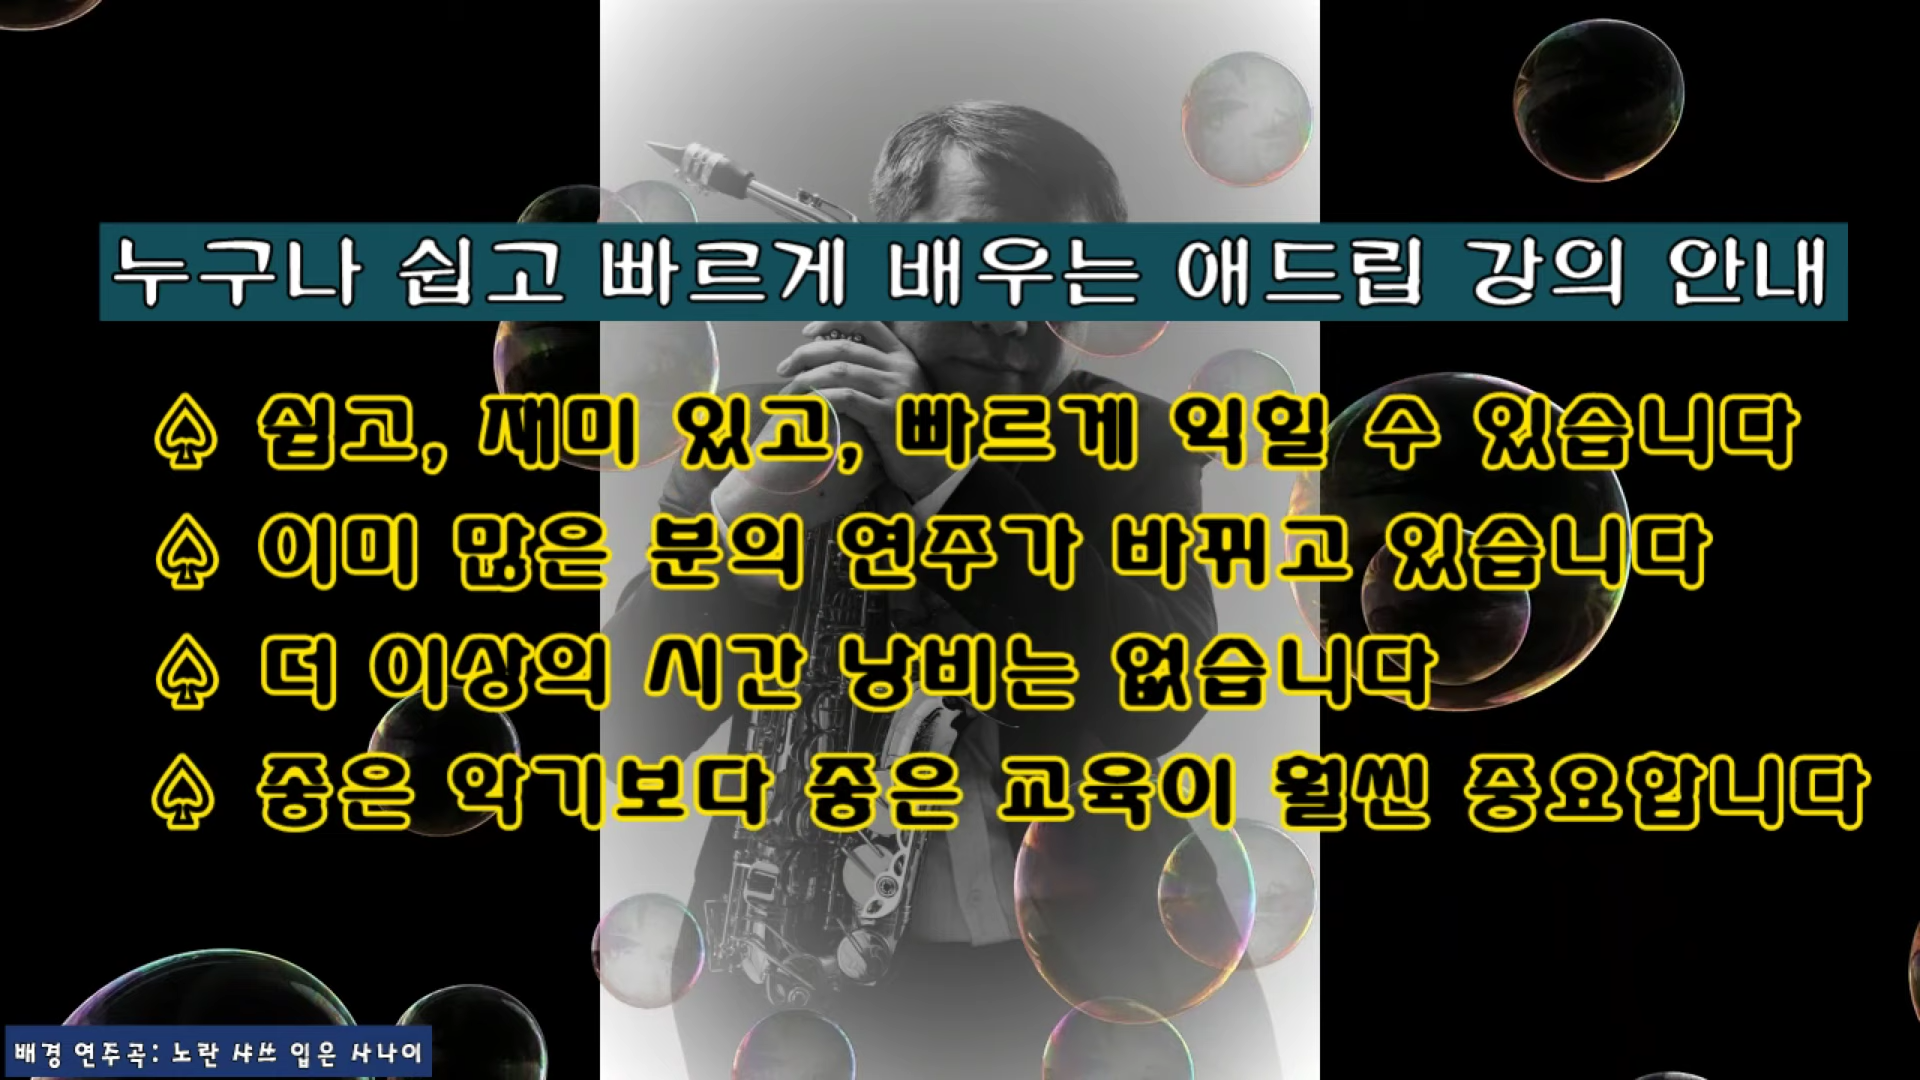 누구나 쉽고 빠르게 배우는 애드립 강의 안내
♤ 쉽고, 재미 있고, 빠르게 익힐 수 있습니다
♤ 이미 많은 분의 연주가 바뀌고 있습니다
♤ 더 이상의 시간 낭비는 없습니다
♤ 좋은 악기보다 좋은 교육이 훨씬 중요합니다
배경 연주곡: 노란 샤쓰 입은 사나이